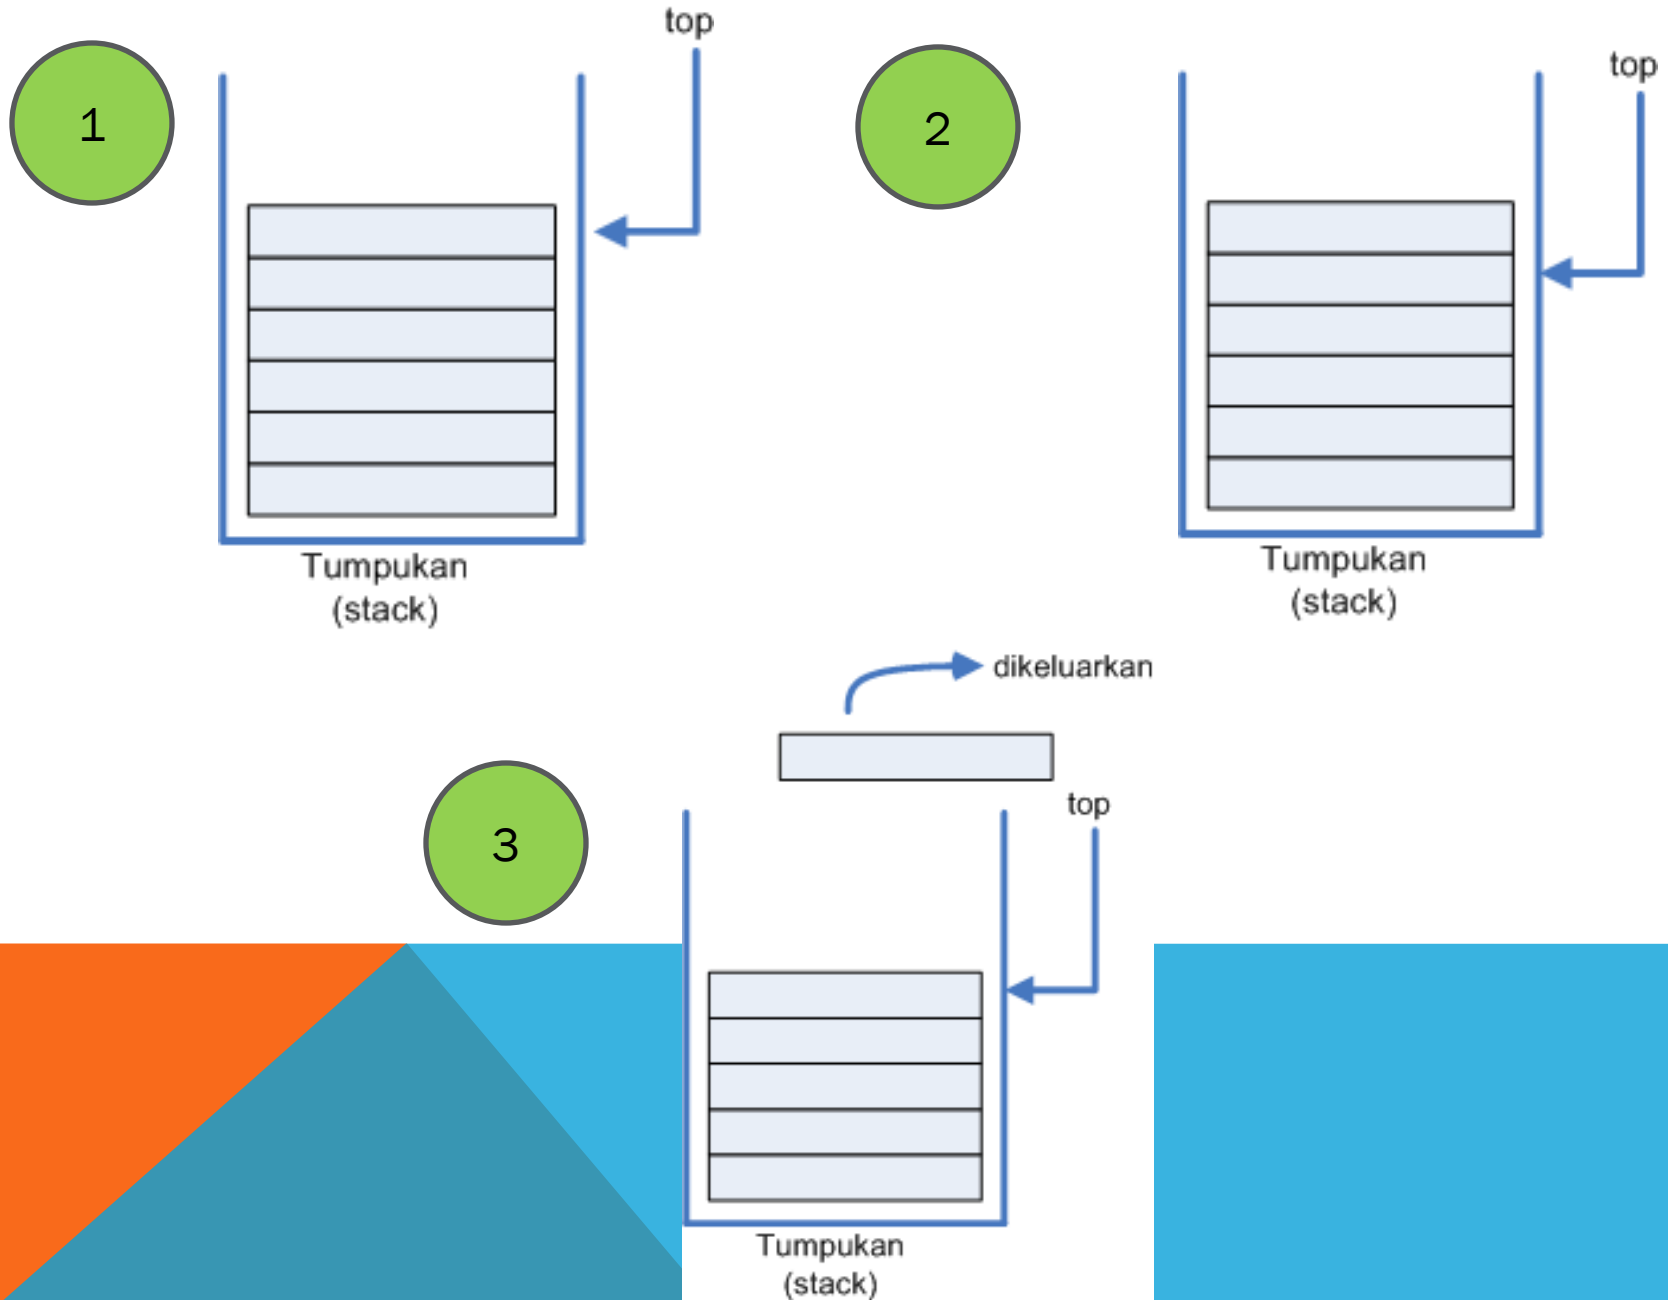 1
top
Tumpukan
(stack)
2
top
Tumpukan
(stack)
3
dikeluarkan
top
Tumpukan
(stack)